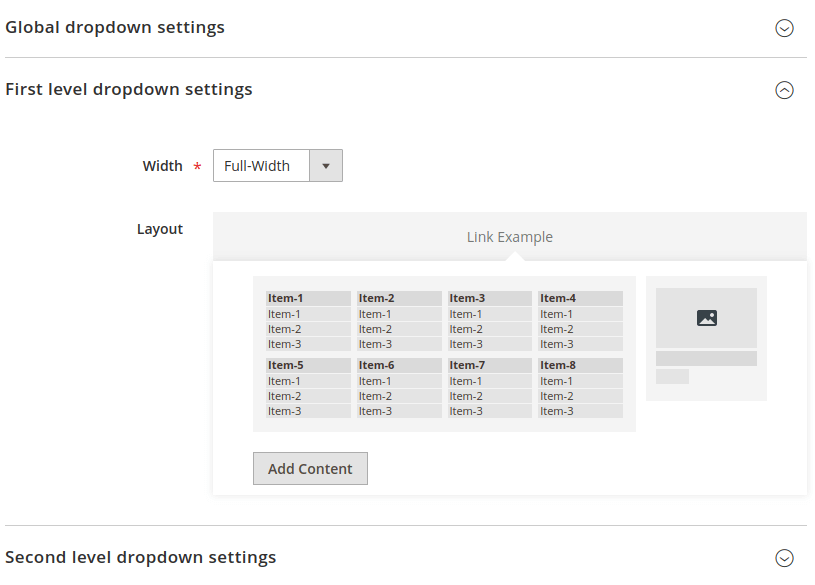 Global dropdown settings
First level dropdown settings
Width * Full-Width
Layout
Link Example
Item-1 Item-2 Item-3 Item-4
Item-1 Item-1 Item-1 Item-1
Item-2 Item-2 Item-2 Item-2
Item-3 Item-3 Item-3 Item-3
Item-5 Item-6 Item-7 Item-8
Item-1 Item-1 Item-1 Item-1
Item-2 Item-2 Item-2 Item-2
Item-3 Item-3 Item-3 Item-3
Add Content
Second level dropdown settings